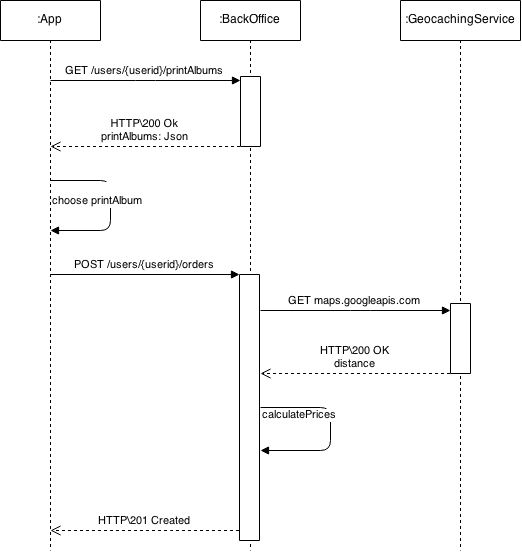 :App
:BackOffice
:GeocachingService
GET /users/{userid}/printAlbums
HTTP\200 Ok
printAlbums: Json
choose printAlbum
POST /users/{userid}/orders
GET maps.googleapis.com
HTTP\200 OK
distance
calculatePrices
HTTP\201 Created